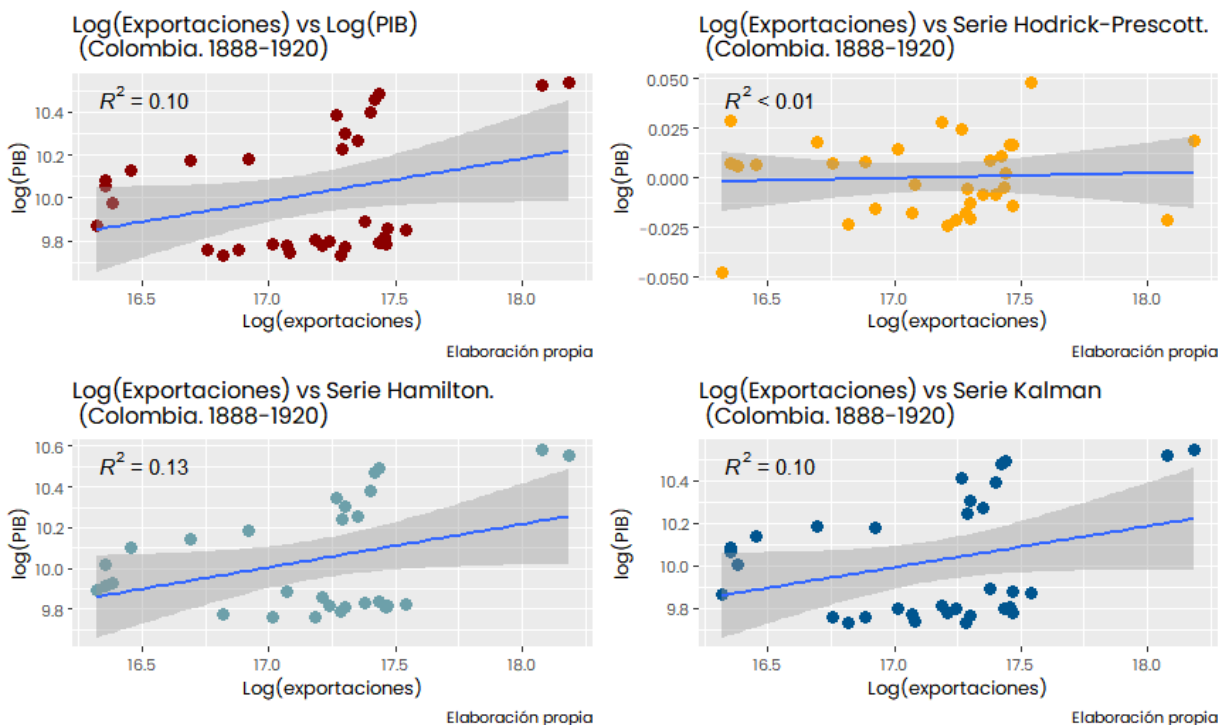 Log(Exportaciones) vs Log(PIB)
(Colombia. 1888-1920)
R² = 0.10
10.4
10.2
10.0
9.8
log(PIB)
16.5
17.0
17.5
18.0
Log(exportaciones)
Elaboración propia
Log(Exportaciones) vs Serie Hodrick-Prescott.
(Colombia. 1888-1920)
R² < 0.01
0.050
0.025
0.000
-0.025
-0.050
log(PIB)
16.5
17.0
17.5
18.0
Log(exportaciones)
Elaboración propia
Log(Exportaciones) vs Serie Hamilton.
(Colombia. 1888-1920)
R² = 0.13
10.6
10.4
10.2
10.0
9.8
log(PIB)
16.5
17.0
17.5
18.0
Log(exportaciones)
Elaboración propia
Log(Exportaciones) vs Serie Kalman
(Colombia. 1888-1920)
R² = 0.10
10.4
10.2
10.0
9.8
log(PIB)
16.5
17.0
17.5
18.0
Log(exportaciones)
Elaboración propia